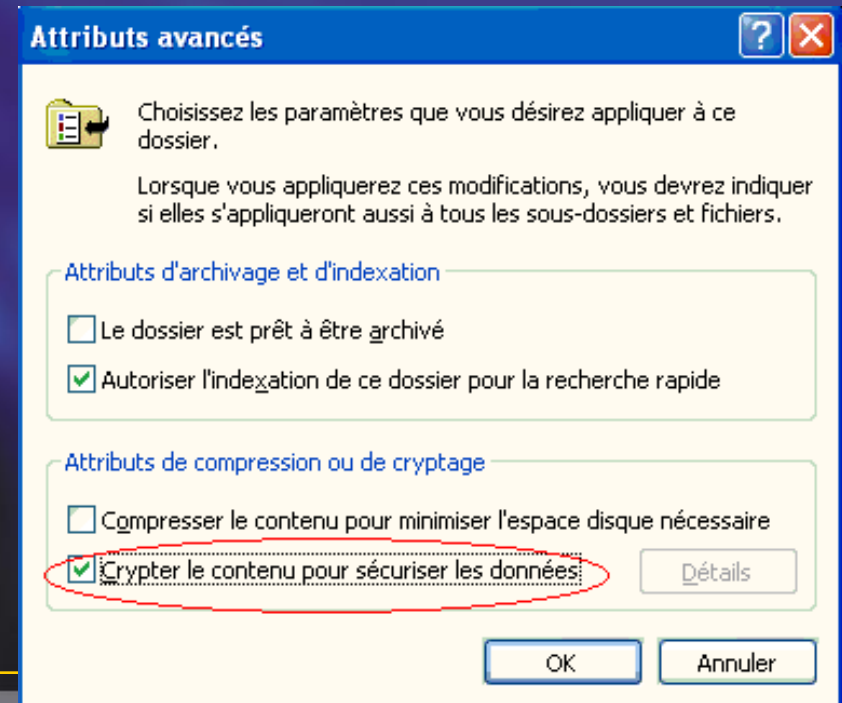 Attributs avancés
Choisissez les paramètres que vous désirez appliquer à ce
dossier.
Lorsque vous appliquerez ces modifications, vous devrez indiquer
si elles s'appliqueront aussi à tous les sous-dossiers et fichiers.
Attributs d'archivage et d'indexation
Le dossier est prêt à être archivé
Autoriser l'indexation de ce dossier pour la recherche rapide
Attributs de compression ou de cryptage
Compresser le contenu pour minimiser l'espace disque nécessaire
Crypter le contenu pour sécuriser les données
Détails
OK
Annuler